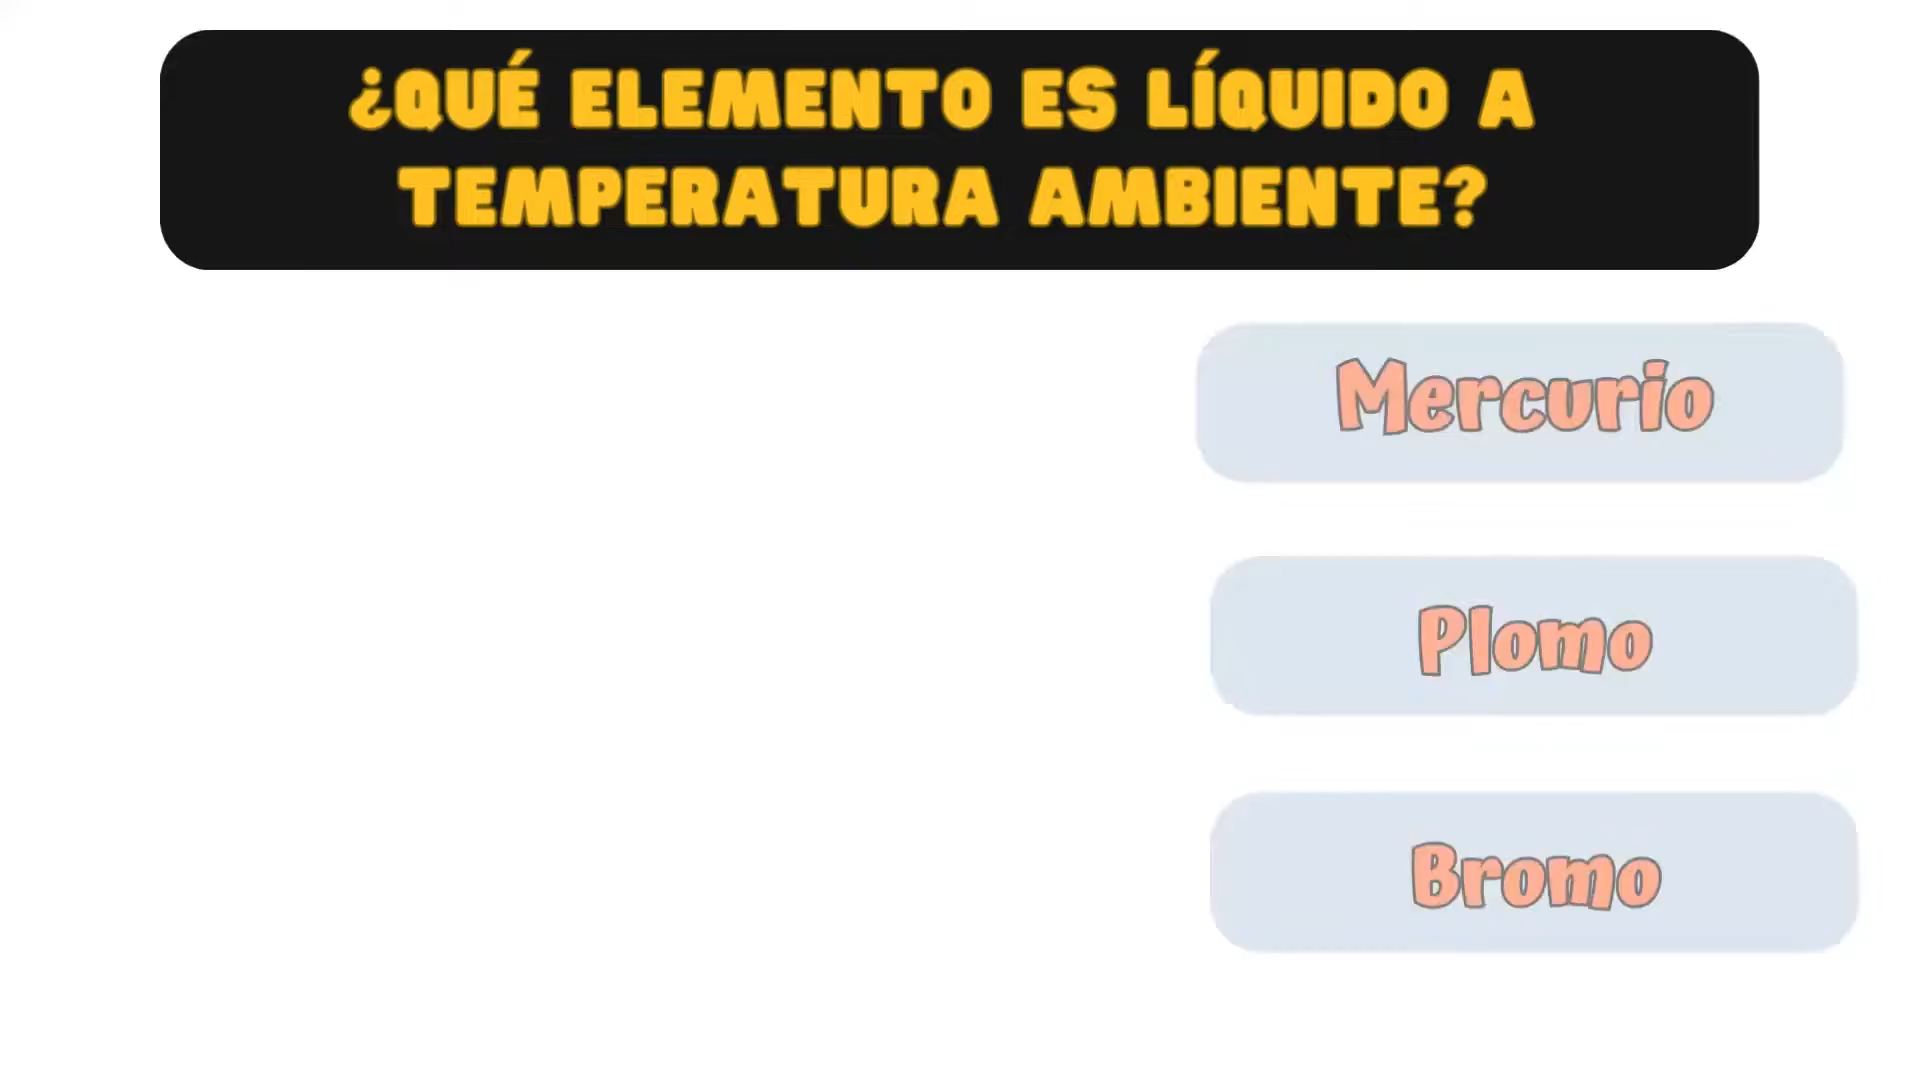 ¿QUÉ ELEMENTO ES LÍQUIDO A
TEMPERATURA AMBIENTE?
Mercurio
Plomo
Bromo